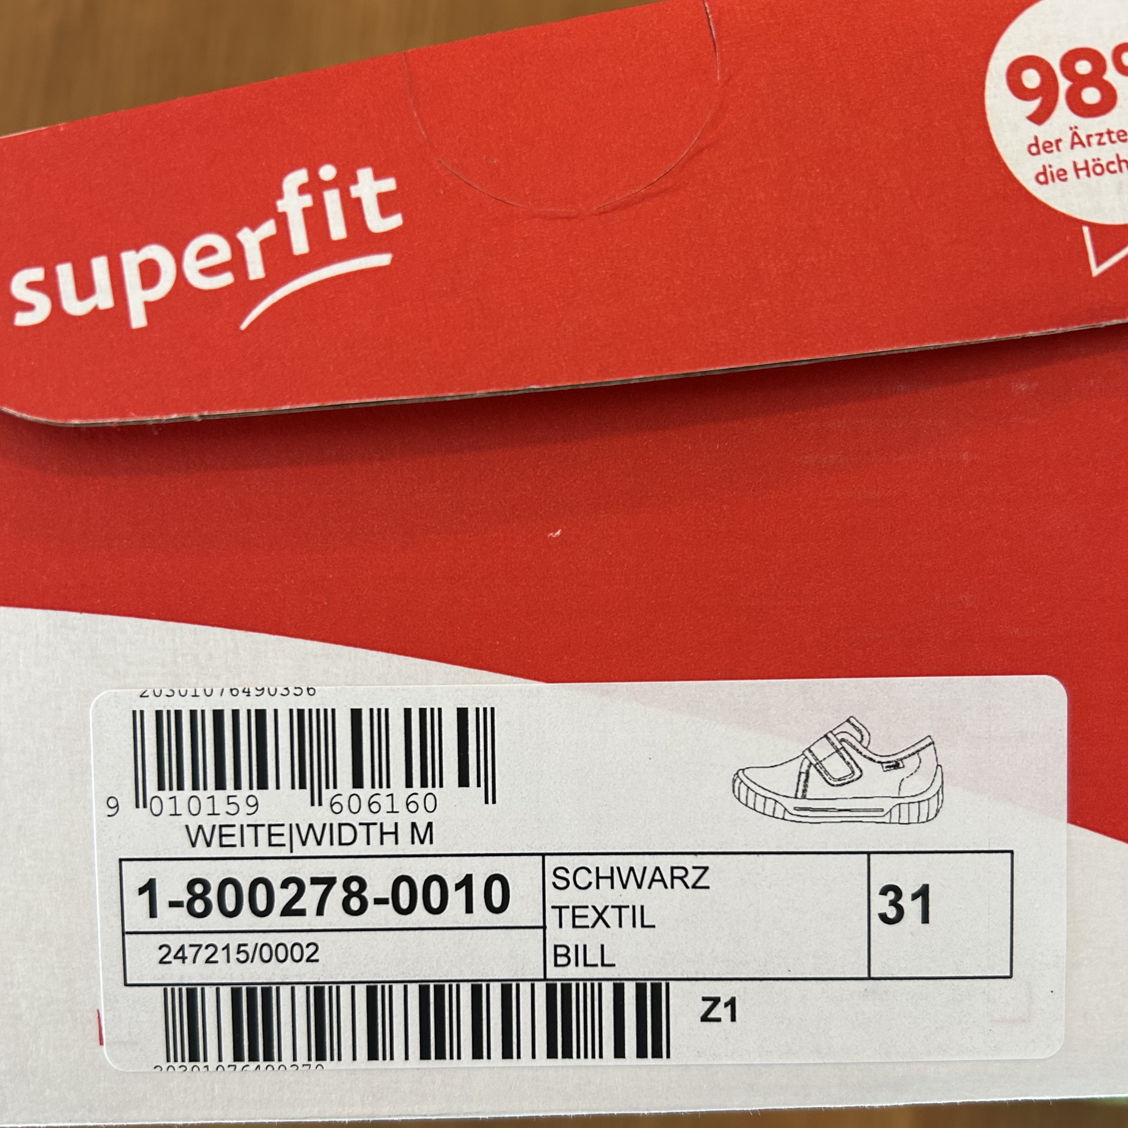 superfit
98%
der Ärzte
die Höch
20301076490356
9 010159 606160
WEITE|WIDTH M
1-800278-0010
247215/0002
SCHWARZ
TEXTIL
BILL
31
Z1